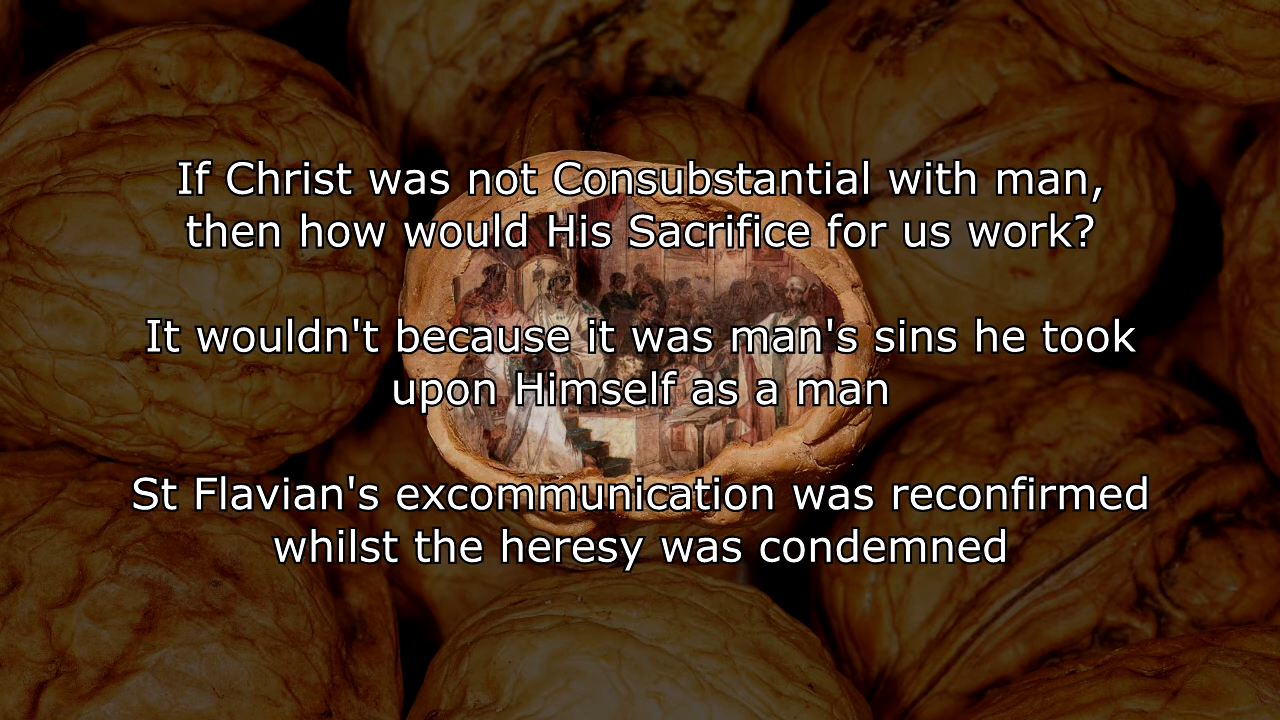 If Christ was not Consubstantial with man,
then how would His Sacrifice for us work?
It wouldn't because it was man's sins he took
upon Himself as a man
St Flavian's excommunication was reconfirmed
whilst the heresy was condemned